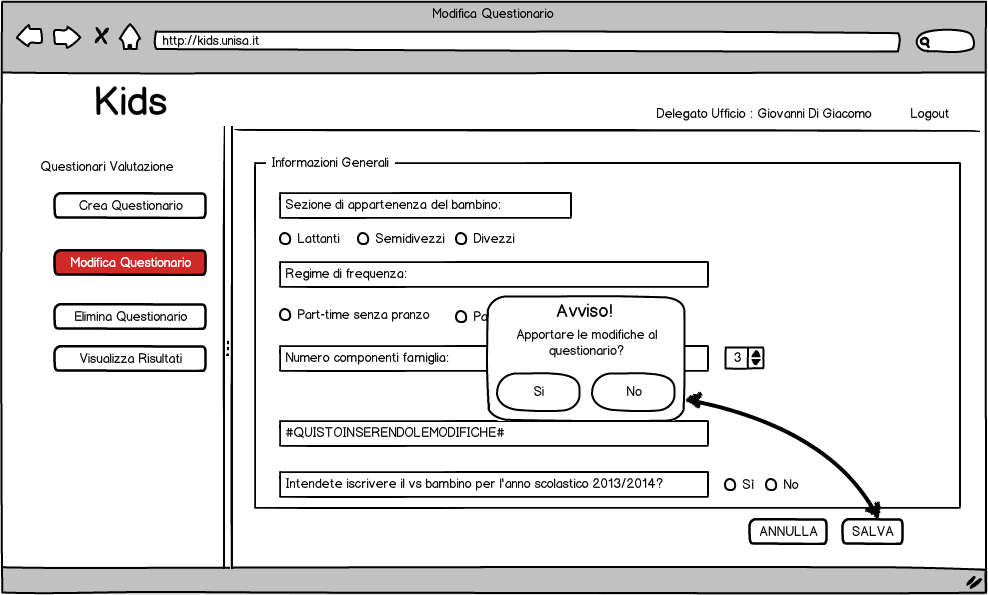 Modifica Questionario
http://kids.unisa.it
Kids
Delegato Ufficio : Giovanni Di Giacomo
Logout
Questionari Valutazione
Crea Questionario
Modifica Questionario
Elimina Questionario
Visualizza Risultati
Informazioni Generali
Sezione di appartenenza del bambino:
Lattanti Semidivezzi Divezzi
Regime di frequenza:
Part-time senza pranzo
Avviso!
Apportare le modifiche al
questionario?
Si No
Numero componenti famiglia:
3
#QUISTOINSERENDOLEMODIFICHE#
Intendete iscrivere il vs bambino per l'anno scolastico 2013/2014?
Sì No
ANNULLA SALVA